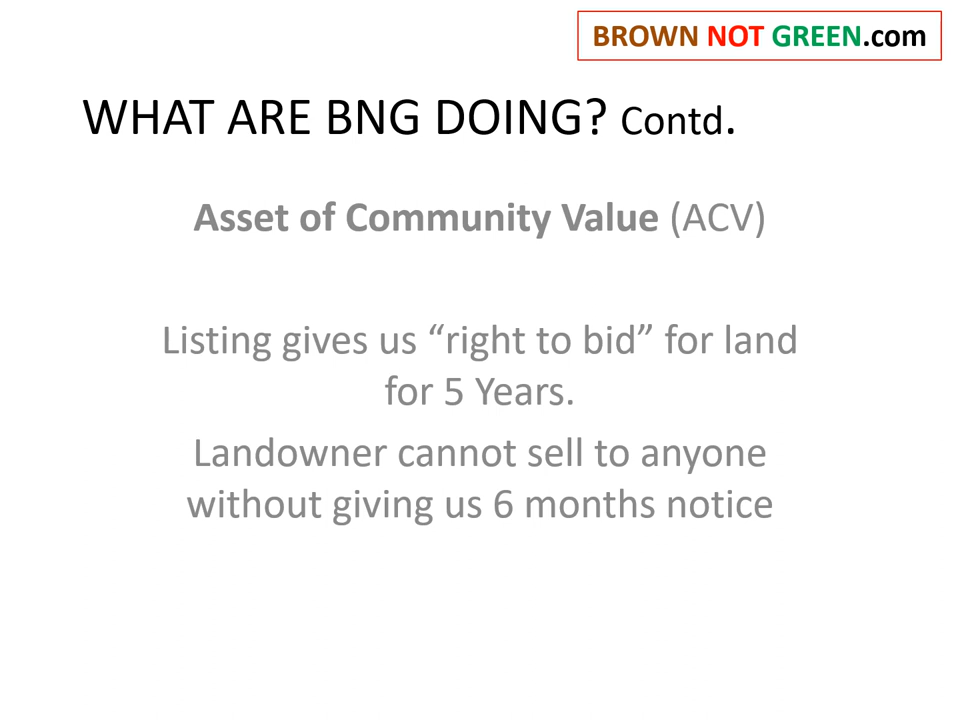 BROWN NOT GREEN.com
WHAT ARE BNG DOING? Contd.
Asset of Community Value (ACV)
Listing gives us “right to bid” for land
for 5 Years.
Landowner cannot sell to anyone
without giving us 6 months notice